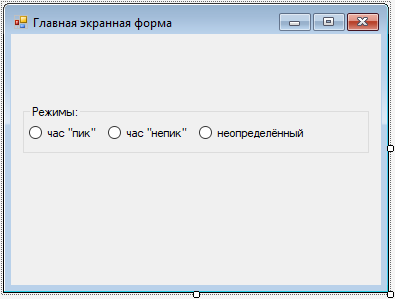 Главная экранная форма
Режимы:
час "пик" час "непик" неопределённый